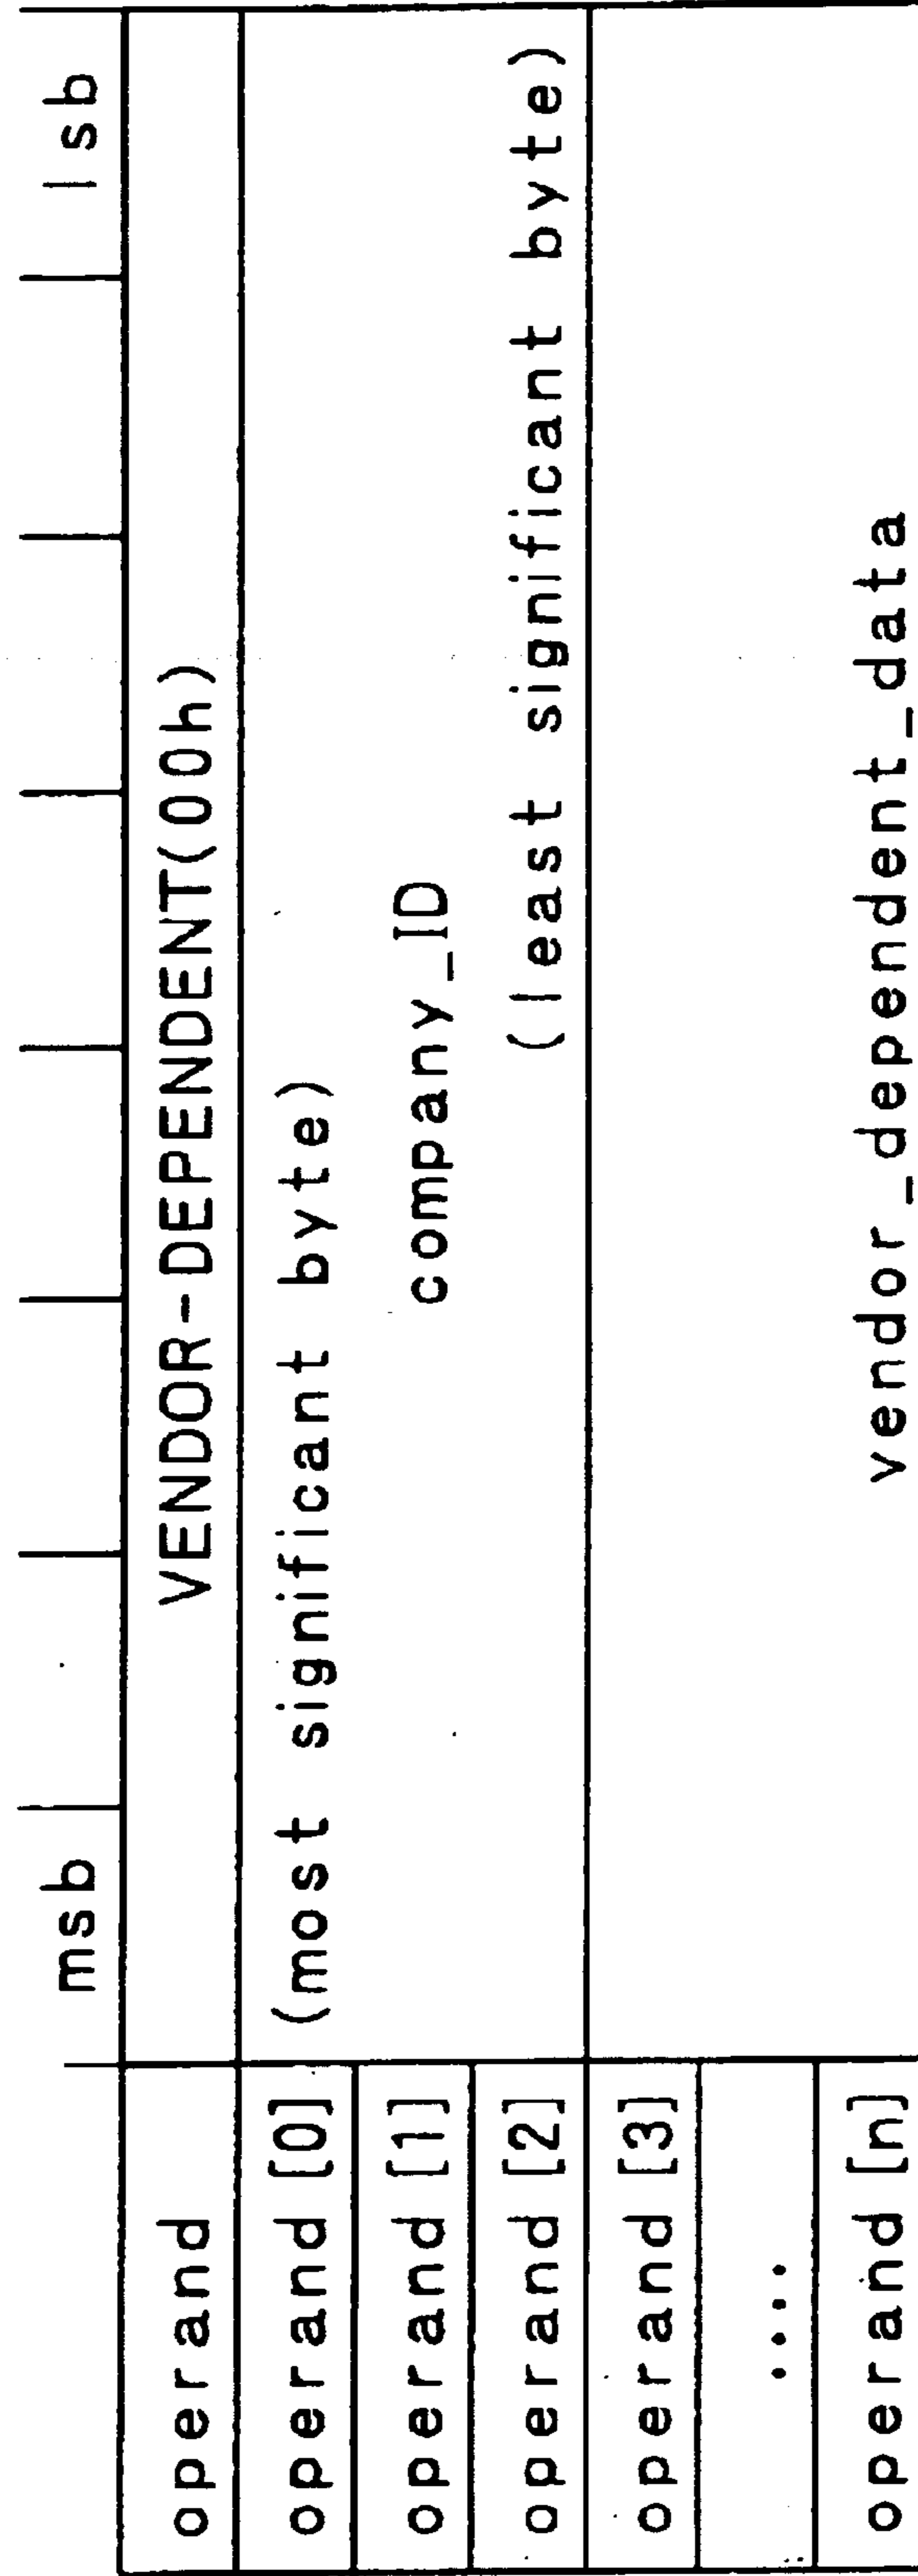 msb lsb
operand VENDOR-DEPENDENT(00h)
operand [0] (most significant byte)
operand [1] company_ID
operand [2] (least significant byte)
operand [3]
....
operand [n] vendor_dependent_data